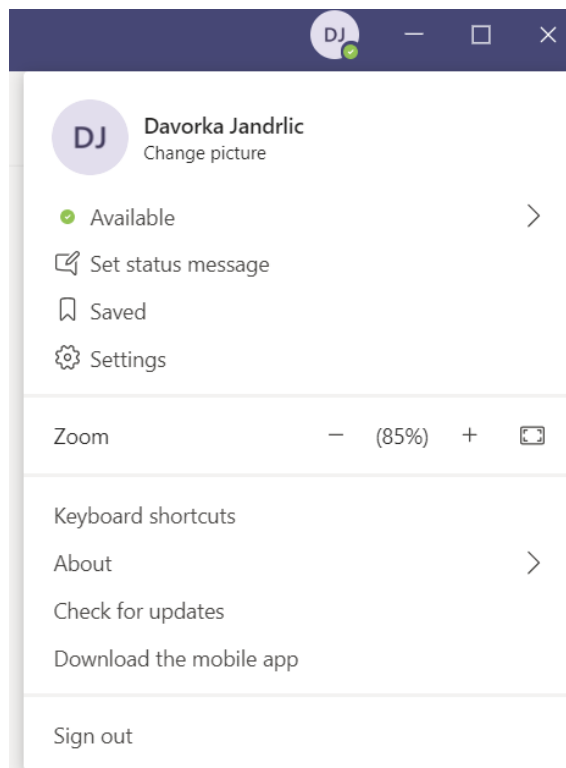 DJ
DJ
Davorka Jandrlic
Change picture
Available
Set status message
Saved
Settings
Zoom − (85%) +
Keyboard shortcuts
About
Check for updates
Download the mobile app
Sign out